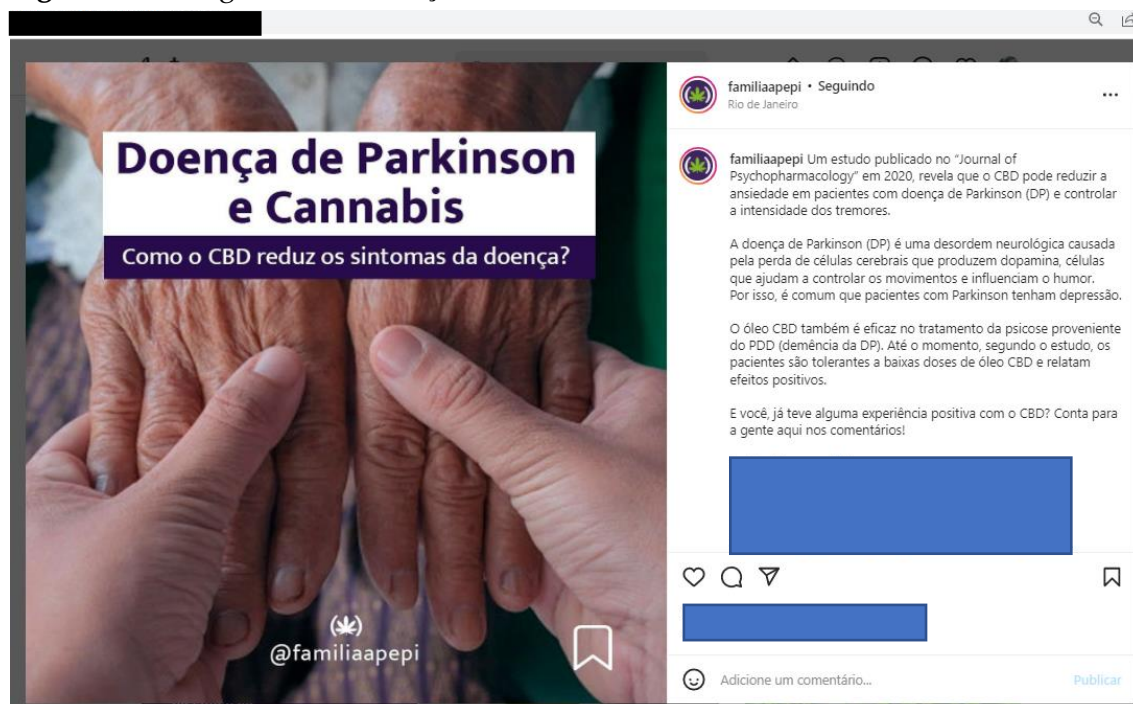 Doença de Parkinson
e Cannabis
Como o CBD reduz os sintomas da doença?
@familiaapepi
familiaapepi • Seguindo
Rio de Janeiro
familiaapepi Um estudo publicado no "Journal of
Psychopharmacology" em 2020, revela que o CBD pode reduzir a
ansiedade em pacientes com doença de Parkinson (DP) e controlar
a intensidade dos tremores.
A doença de Parkinson (DP) é uma desordem neurológica causada
pela perda de células cerebrais que produzem dopamina, células
que ajudam a controlar os movimentos e influenciam o humor.
Por isso, é comum que pacientes com Parkinson tenham depressão.
O óleo CBD também é eficaz no tratamento da psicose proveniente
do PDD (demência da DP). Até o momento, segundo o estudo, os
pacientes são tolerantes a baixas doses de óleo CBD e relatam
efeitos positivos.
E você, já teve alguma experiência positiva com o CBD? Conta para
a gente aqui nos comentários!
Adicione um comentário...
Publicar